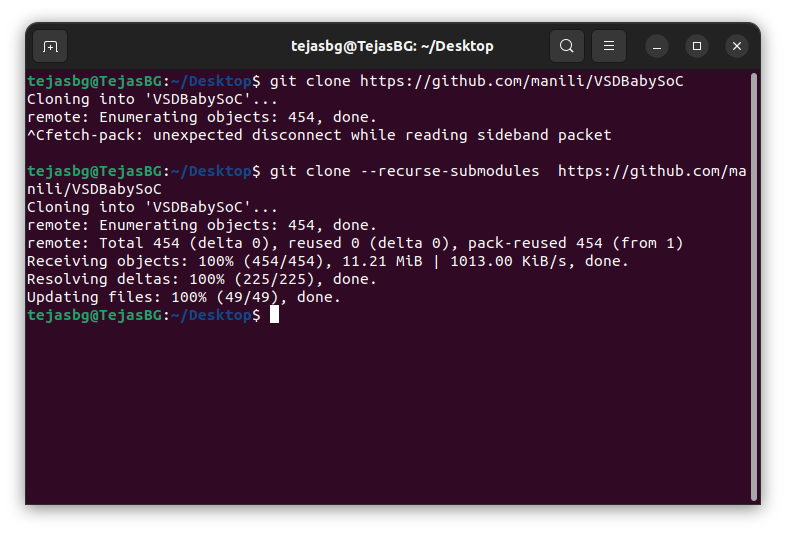 tejasbg@TejasBG: ~/Desktop
tejasbg@TejasBG:~/Desktop$ git clone https://github.com/manili/VSDBabySoC
Cloning into 'VSDBabySoC'...
remote: Enumerating objects: 454, done.
^Cfetch-pack: unexpected disconnect while reading sideband packet
tejasbg@TejasBG:~/Desktop$ git clone --recurse-submodules  https://github.com/ma
nili/VSDBabySoC
Cloning into 'VSDBabySoC'...
remote: Enumerating objects: 454, done.
remote: Total 454 (delta 0), reused 0 (delta 0), pack-reused 454 (from 1)
Receiving objects: 100% (454/454), 11.21 MiB | 1013.00 KiB/s, done.
Resolving deltas: 100% (225/225), done.
Updating files: 100% (49/49), done.
tejasbg@TejasBG:~/Desktop$